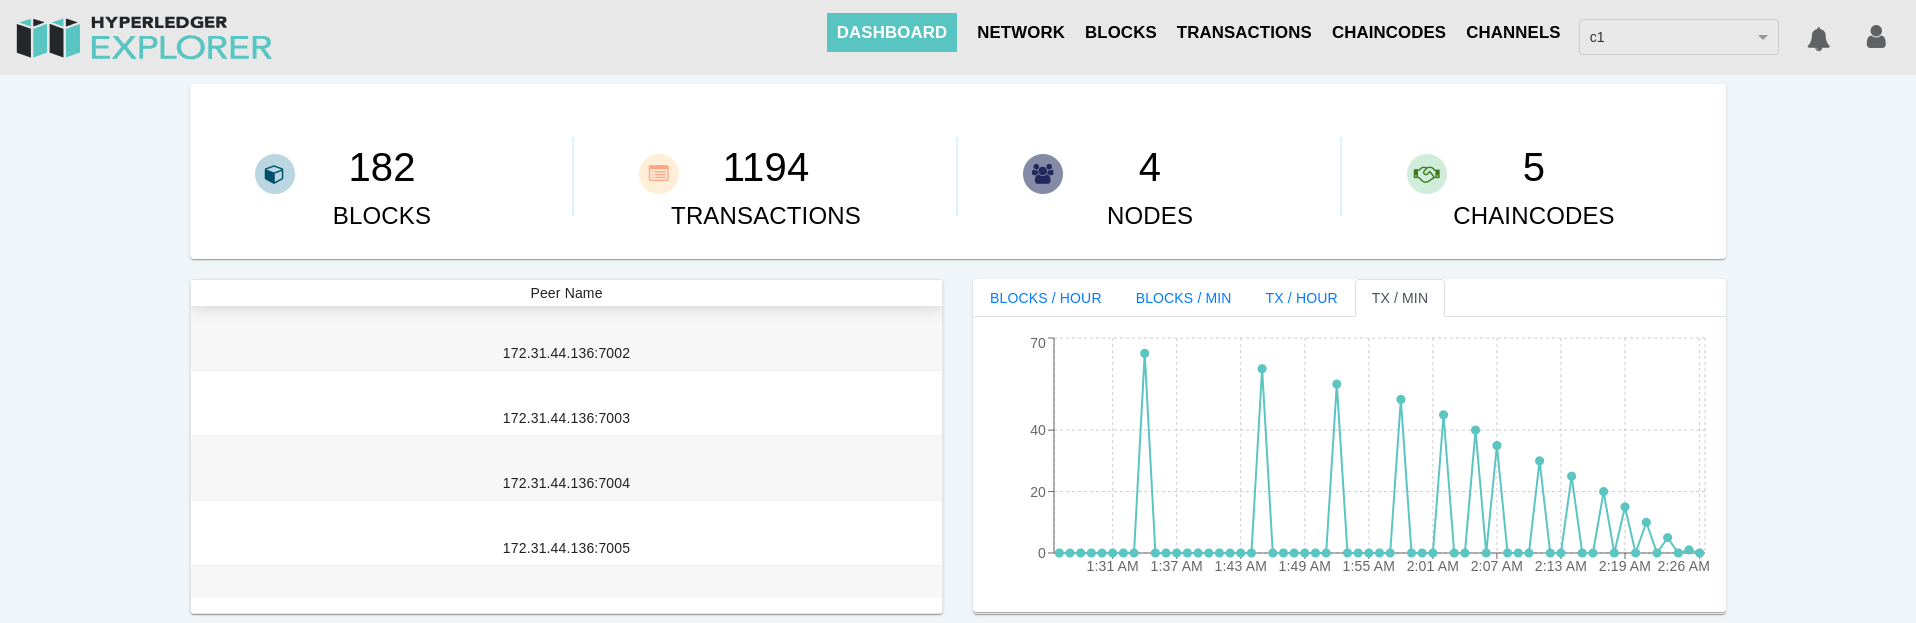 HYPERLEDGER
EXPLORER
DASHBOARD NETWORK BLOCKS TRANSACTIONS CHAINCODES CHANNELS c1
182 1194 4 5
BLOCKS TRANSACTIONS NODES CHAINCODES
Peer Name
172.31.44.136:7002
172.31.44.136:7003
172.31.44.136:7004
172.31.44.136:7005
BLOCKS / HOUR BLOCKS / MIN TX / HOUR TX / MIN
70
40
20
0
1:31 AM 1:37 AM 1:43 AM 1:49 AM 1:55 AM 2:01 AM 2:07 AM 2:13 AM 2:19 AM 2:26 AM